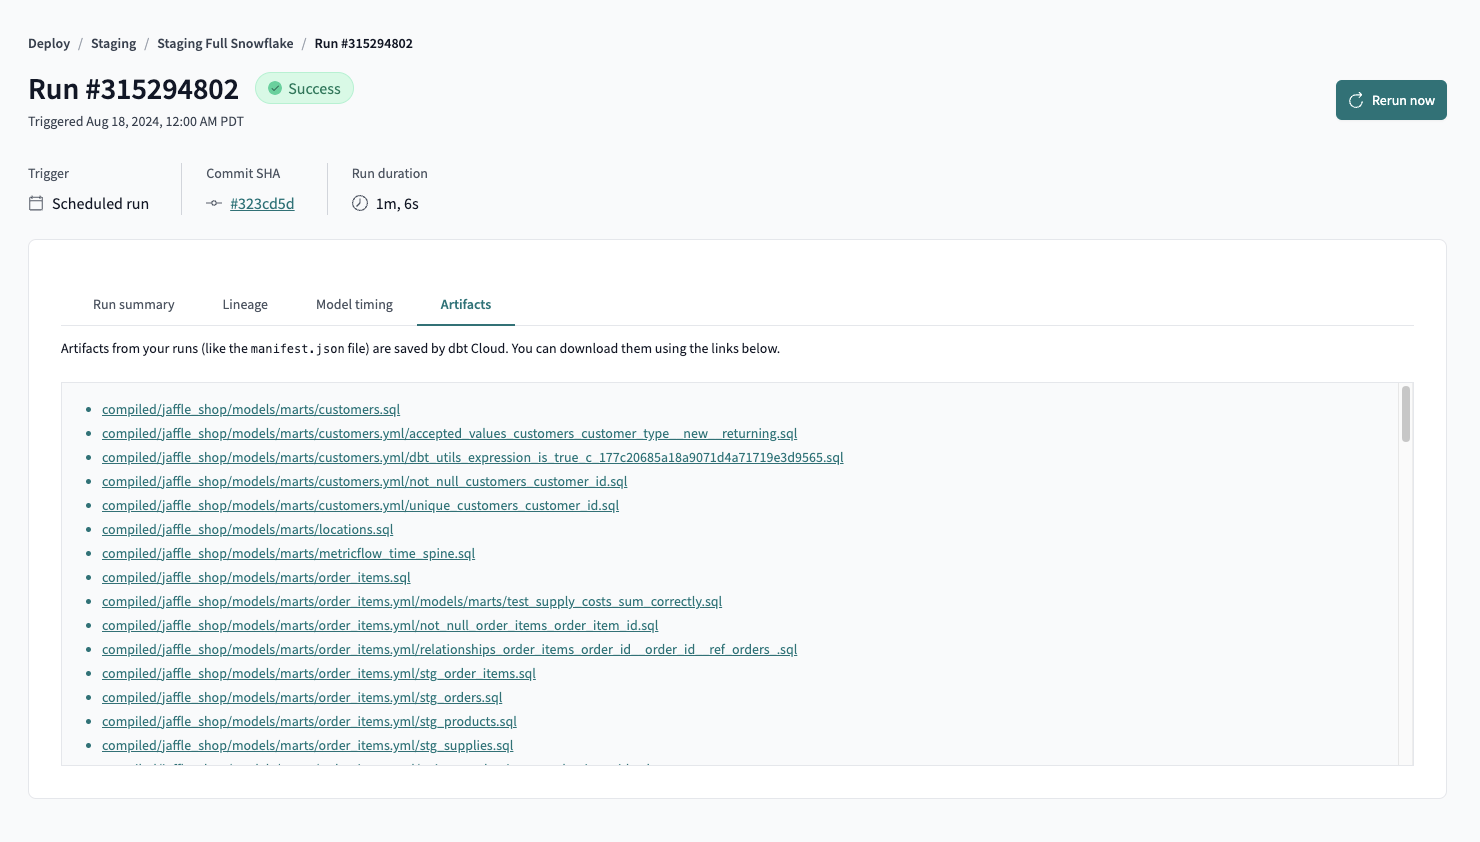 Deploy / Staging / Staging Full Snowflake / Run #315294802
Run #315294802 Success
Triggered Aug 18, 2024, 12:00 AM PDT
Rerun now
Trigger
Scheduled run
Commit SHA
#323cd5d
Run duration
1m, 6s
Run summary Lineage Model timing Artifacts
Artifacts from your runs (like the manifest.json file) are saved by dbt Cloud. You can download them using the links below.
compiled/jaffle_shop/models/marts/customers.sql
compiled/jaffle_shop/models/marts/customers.yml/accepted_values_customers_customer_type__new__returning.sql
compiled/jaffle_shop/models/marts/customers.yml/dbt_utils_expression_is_true_c_177c20685a18a9071d4a71719e3d9565.sql
compiled/jaffle_shop/models/marts/customers.yml/not_null_customers_customer_id.sql
compiled/jaffle_shop/models/marts/customers.yml/unique_customers_customer_id.sql
compiled/jaffle_shop/models/marts/locations.sql
compiled/jaffle_shop/models/marts/metricflow_time_spine.sql
compiled/jaffle_shop/models/marts/order_items.sql
compiled/jaffle_shop/models/marts/order_items.yml/models/marts/test_supply_costs_sum_correctly.sql
compiled/jaffle_shop/models/marts/order_items.yml/not_null_order_items_order_item_id.sql
compiled/jaffle_shop/models/marts/order_items.yml/relationships_order_items_order_id__order_id__ref_orders_.sql
compiled/jaffle_shop/models/marts/order_items.yml/stg_order_items.sql
compiled/jaffle_shop/models/marts/order_items.yml/stg_orders.sql
compiled/jaffle_shop/models/marts/order_items.yml/stg_products.sql
compiled/jaffle_shop/models/marts/order_items.yml/stg_supplies.sql